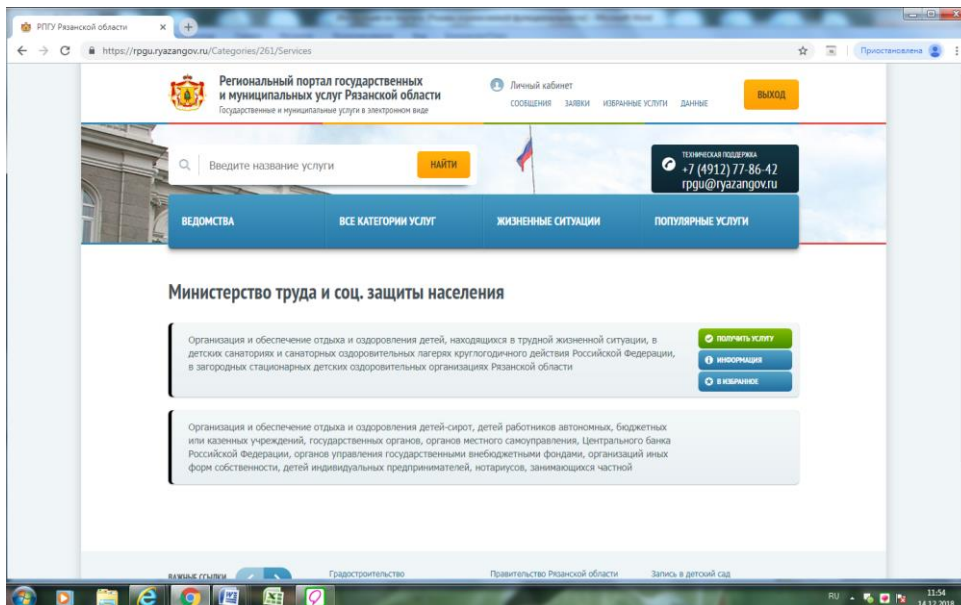 РПГУ Рязанской области
https://rpgu.ryazangov.ru/Categories/261/Services
Приостановлена
Региональный портал государственных
и муниципальных услуг Рязанской области
Государственные и муниципальные услуги в электронном виде
Личный кабинет
СООБЩЕНИЯ ЗАЯВКИ ИЗБРАННЫЕ УСЛУГИ ДАННЫЕ
ВЫХОД
Введите название услуги
НАЙТИ
ТЕХНИЧЕСКАЯ ПОДДЕРЖКА
+7 (4912) 77-86-42
rpgu@ryazangov.ru
ВЕДОМСТВА ВСЕ КАТЕГОРИИ УСЛУГ ЖИЗНЕННЫЕ СИТУАЦИИ ПОПУЛЯРНЫЕ УСЛУГИ
Министерство труда и соц. защиты населения
Организация и обеспечение отдыха и оздоровления детей, находящихся в трудной жизненной ситуации, в
детских санаториях и санаторных оздоровительных лагерях круглогодичного действия Российской Федерации,
в загородных стационарных детских оздоровительных организациях Рязанской области
ПОЛУЧИТЬ УСЛУГУ
ИНФОРМАЦИЯ
В ИЗБРАННОЕ
Организация и обеспечение отдыха и оздоровления детей-сирот, детей работников автономных, бюджетных
или казенных учреждений, государственных органов, органов местного самоуправления, Центрального банка
Российской Федерации, органов управления государственными внебюджетными фондами, организаций иных
форм собственности, детей индивидуальных предпринимателей, нотариусов, занимающихся частной
ВАЖНЫЕ ССЫЛКИ
Градостроительство Правительство Рязанской области Запись в детский сад
RU
11:54
14.12.2018